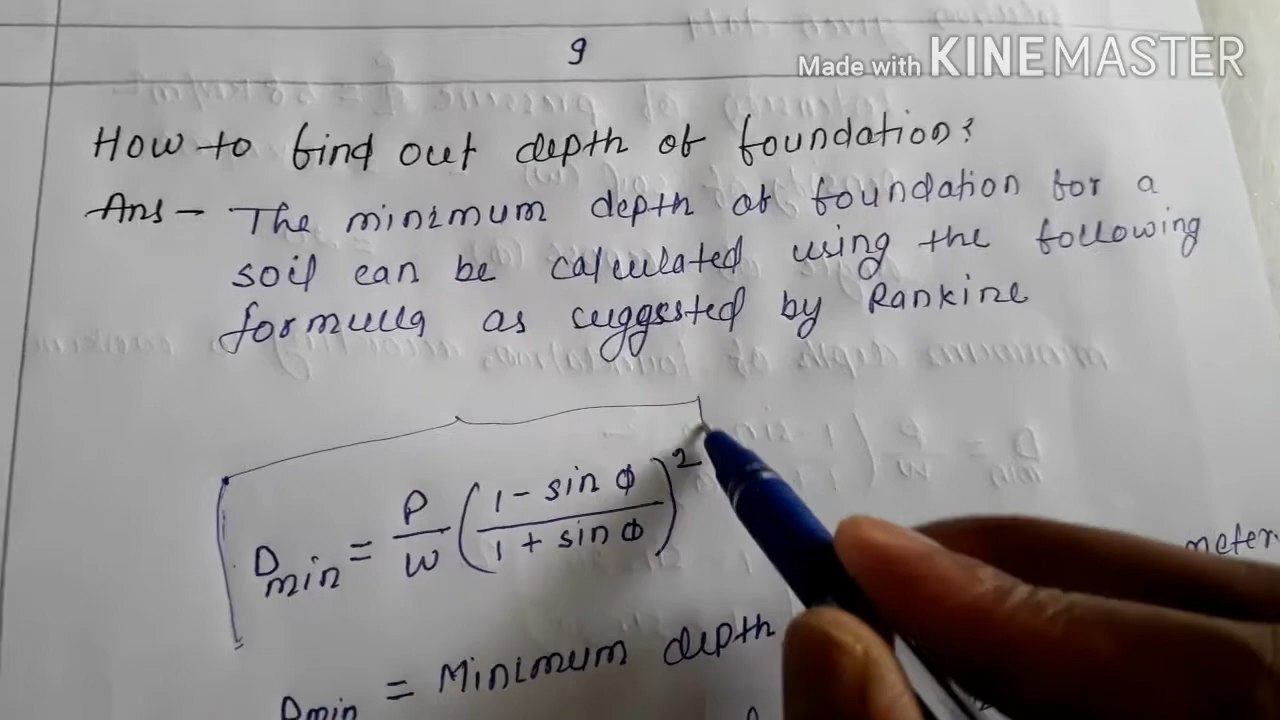 9
Made with KINEMASTER
How to find out depth of foundation?
Ans - The minimum depth of foundation for a
soil can be calculated using the following
formula as suggested by Rankine
D min = P/w (1 - sin ϕ / 1 + sin ϕ)²
meter
Dmin = Minimum depth